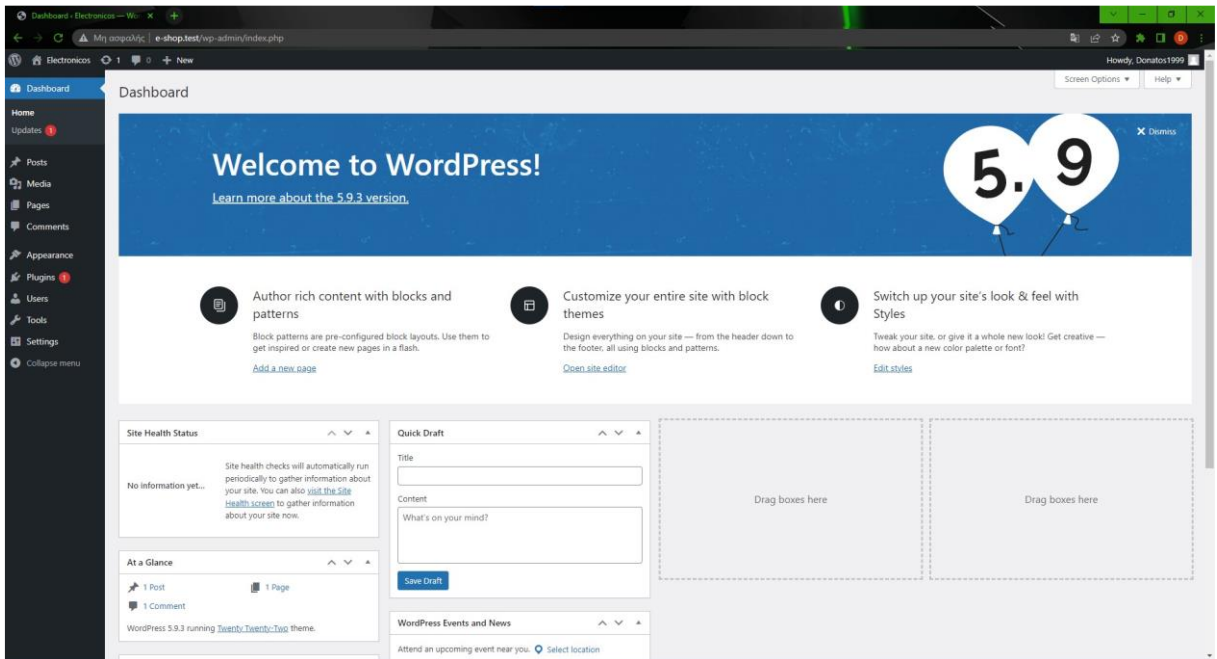 Dashboard ‹ Electronicos — Wo
Μη ασφαλής | e-shop.test/wp-admin/index.php
D
Electronicos 1 0 + New
Howdy, Donatos1999
Dashboard
Home
Updates 1
Posts
Media
Pages
Comments
Appearance
Plugins 1
Users
Tools
Settings
Collapse menu
Dashboard
Screen Options Help
Dismiss
Welcome to WordPress!
Learn more about the 5.9.3 version.
5.9
Author rich content with blocks and
patterns
Block patterns are pre-configured block layouts. Use them to
get inspired or create new pages in a flash.
Add a new page
Customize your entire site with block
themes
Design everything on your site — from the header down to
the footer, all using blocks and patterns.
Open site editor
Switch up your site's look & feel with
Styles
Tweak your site, or give it a whole new look! Get creative —
how about a new color palette or font?
Edit styles
Site Health Status
No information yet...
Site health checks will automatically run
periodically to gather information about
your site. You can also visit the Site
Health screen to gather information
about your site now.
At a Glance
1 Post 1 Page
1 Comment
WordPress 5.9.3 running Twenty Twenty-Two theme.
Quick Draft
Title
Content
What's on your mind?
Save Draft
WordPress Events and News
Attend an upcoming event near you. Select location
Drag boxes here
Drag boxes here